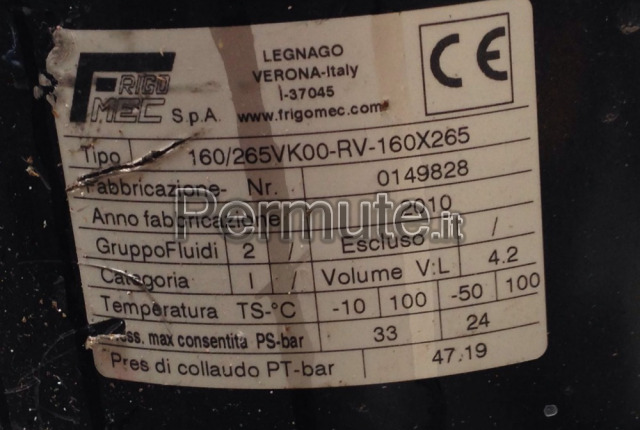 FRIGO
MEC S.p.A.
LEGNAGO
VERONA-Italy
I-37045
www.frigomec.com
CE
Tipo 160/265VK00-RV-160X265
Fabbricazione- Nr. 0149828
Anno fabbricazione 2010
GruppoFluidi 2 / Escluso /
Categoria I / Volume V:L 4.2
Temperatura TS-°C -10 100 -50 100
ss. max consentita PS-bar 33 24
Pres di collaudo PT-bar 47.19
Permute.it